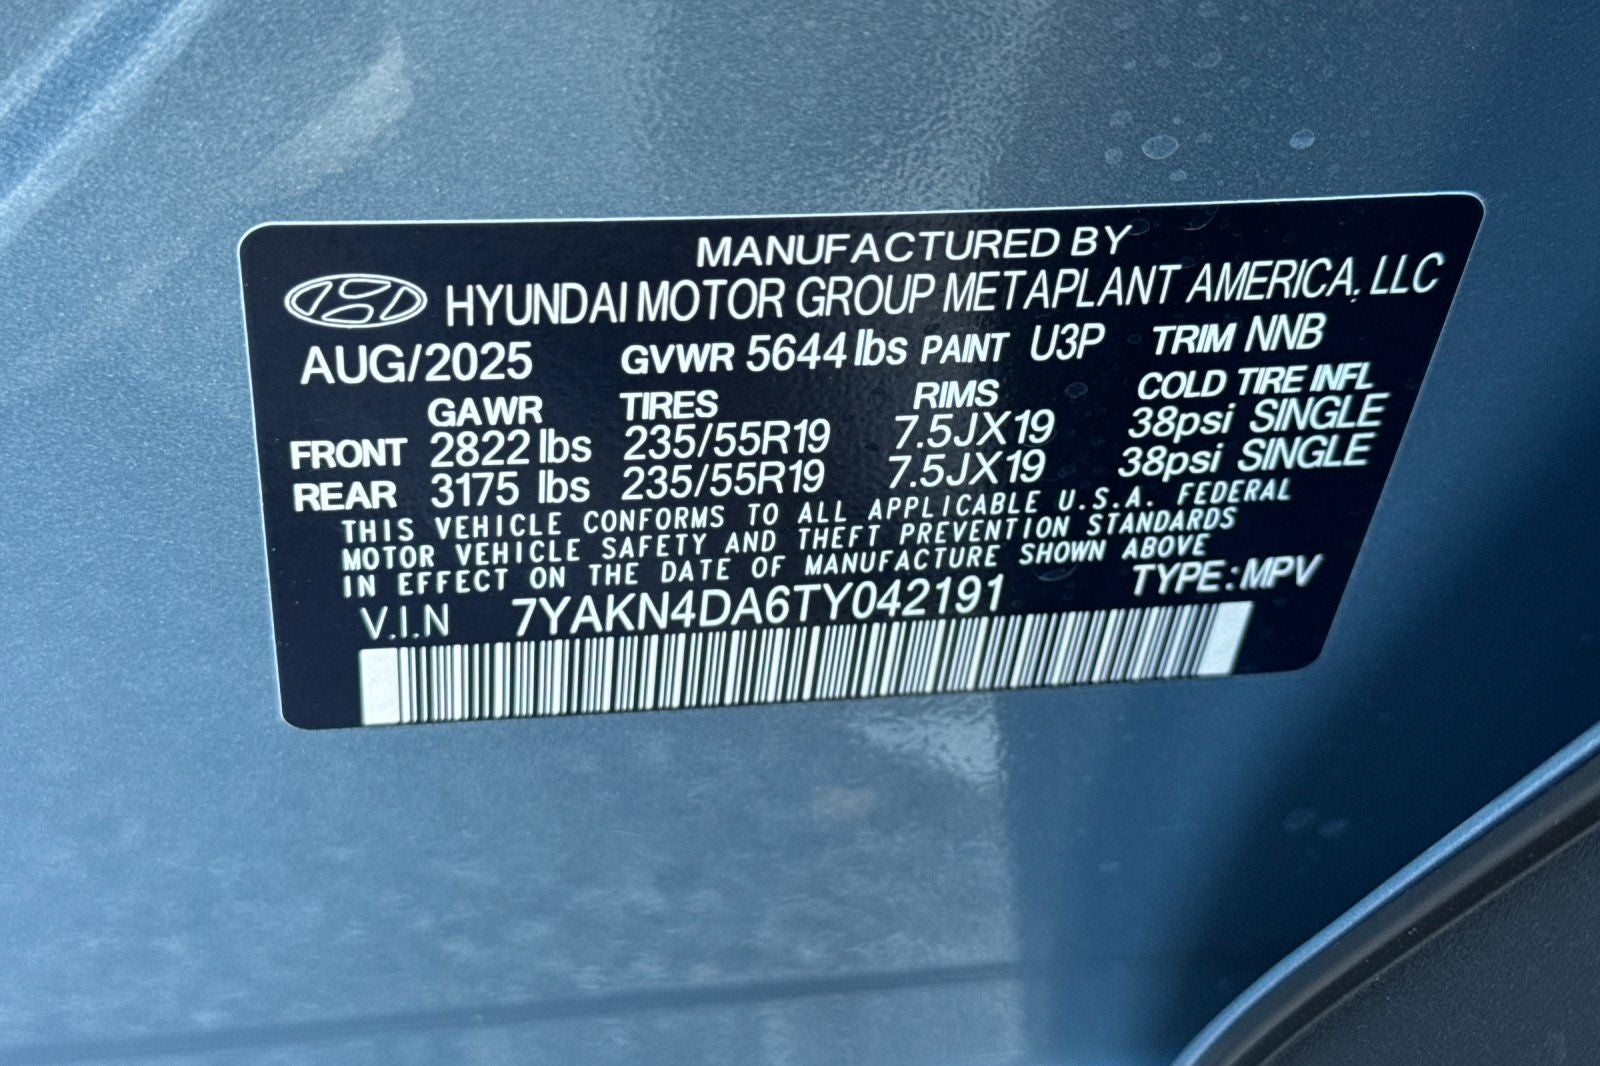 MANUFACTURED BY
HYUNDAI MOTOR GROUP METAPLANT AMERICA, LLC
AUG/2025 GVWR 5644 lbs PAINT U3P TRIM NNB
GAWR TIRES RIMS COLD TIRE INFL
FRONT 2822 lbs 235/55R19 7.5JX19 38psi SINGLE
REAR 3175 lbs 235/55R19 7.5JX19 38psi SINGLE
THIS VEHICLE CONFORMS TO ALL APPLICABLE U.S.A. FEDERAL
MOTOR VEHICLE SAFETY AND THEFT PREVENTION STANDARDS
IN EFFECT ON THE DATE OF MANUFACTURE SHOWN ABOVE
V.I.N 7YAKN4DA6TY042191 TYPE:MPV